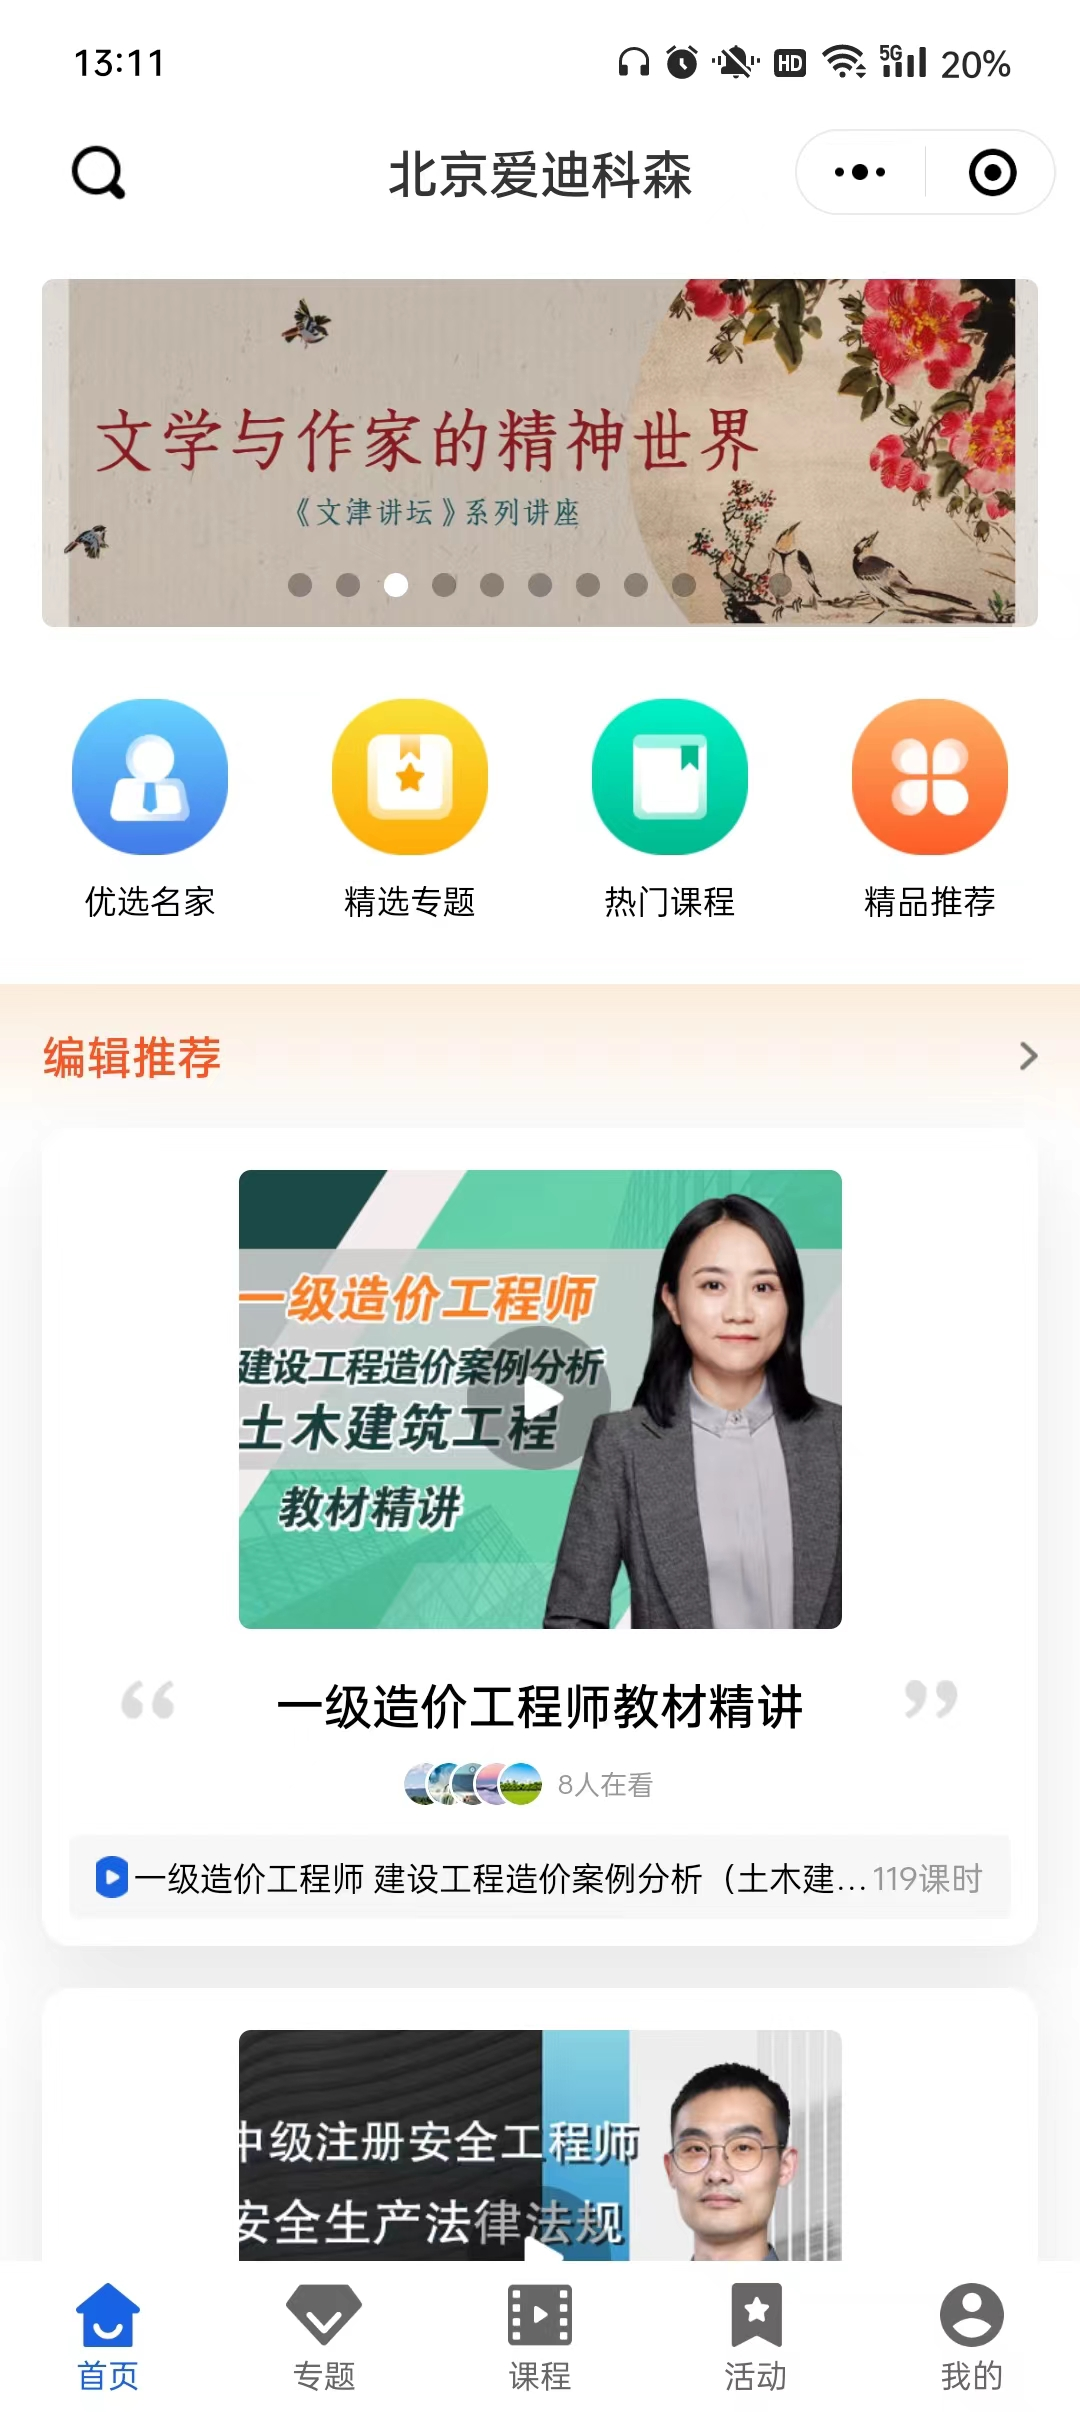 13:11
HD
5G
20%
北京爱迪科森
文学与作家的精神世界
《文津讲坛》系列讲座
优选名家
精选专题
热门课程
精品推荐
编辑推荐
一级造价工程师
建设工程造价案例分析
土木建筑工程
教材精讲
“ 一级造价工程师教材精讲 ”
8人在看
一级造价工程师 建设工程造价案例分析（土木建... 119课时
中级注册安全工程师
安全生产法律法规
首页
专题
课程
活动
我的